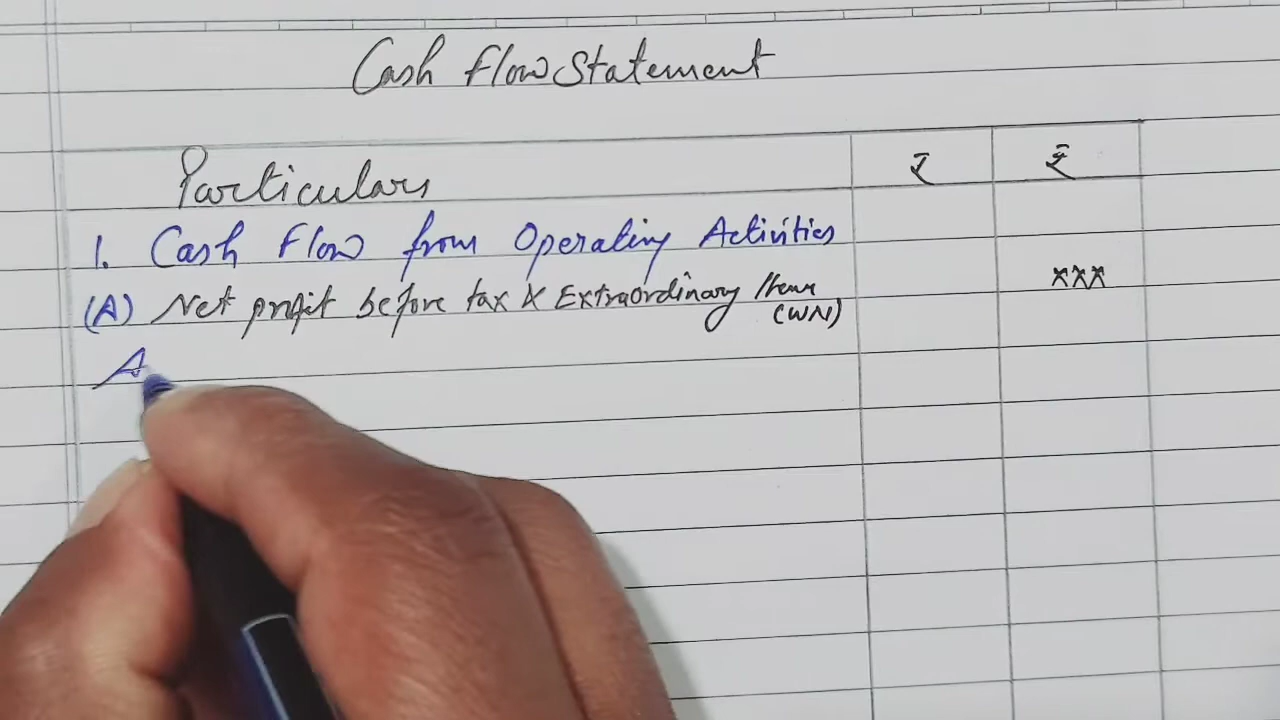 Cash Flow Statement
Particulars ₹ ₹
1. Cash Flow from Operating Activities
(A) Net profit before tax & Extraordinary Items xxx
(WN)
A